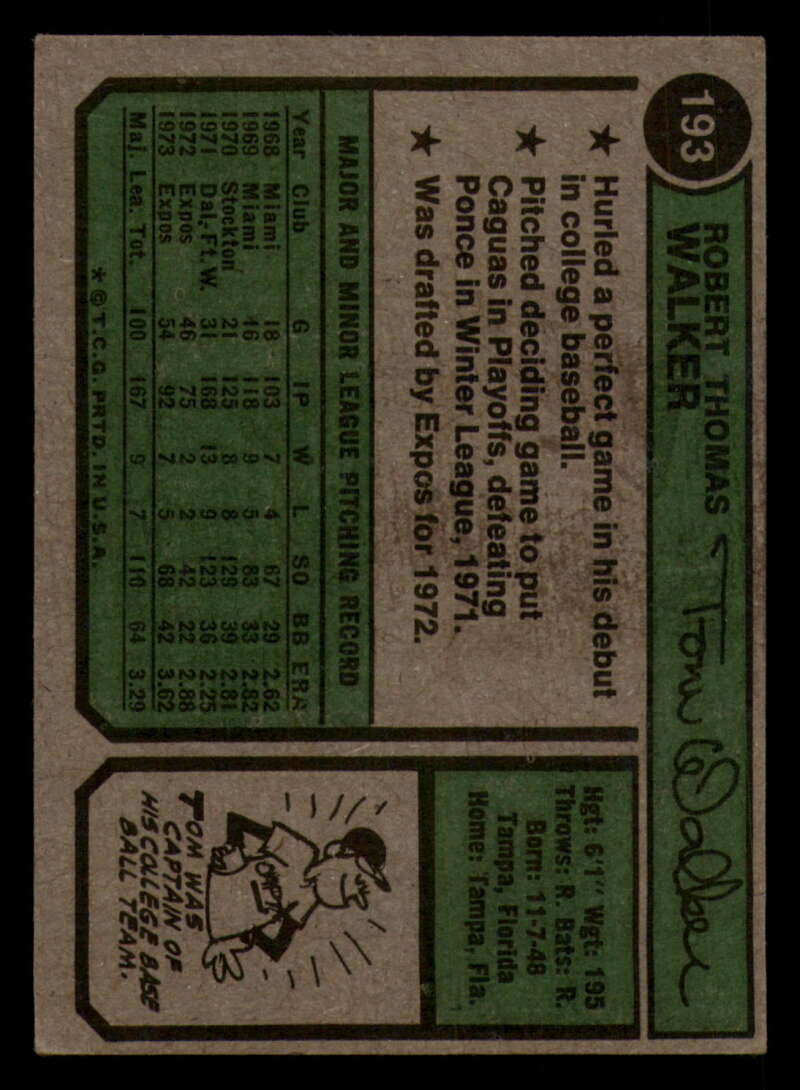 193
ROBERT THOMAS
WALKER
Tom Walker
★ Hurled a perfect game in his debut
in college baseball.
★ Pitched deciding game to put
Caguas in Playoffs, defeating
Ponce in Winter League, 1971.
★ Was drafted by Expos for 1972.
MAJOR AND MINOR LEAGUE PITCHING RECORD
Year Club G IP W L SO BB ERA
1968 Miami 18 103 7 4 67 29 2.62
1969 Miami 46 118 9 5 83 33 2.82
1970 Stockton 21 125 8 8 129 39 2.81
1971 Dal.-Ft.W. 31 168 13 9 123 36 2.25
1972 Expos 46 75 2 2 42 22 2.88
1973 Expos 54 92 7 5 68 42 3.62
Maj. Lea. Tot. 100 167 9 7 110 64 3.29
* © T.C.G. PRTD. IN U.S.A.
Hgt: 6'1" Wgt: 195
Throws: R. Bats: R.
Born: 11-7-48
Tampa, Florida
Home: Tampa, Fla.
CAPT.
TOM WAS
CAPTAIN OF
HIS COLLEGE BASE
BALL TEAM.